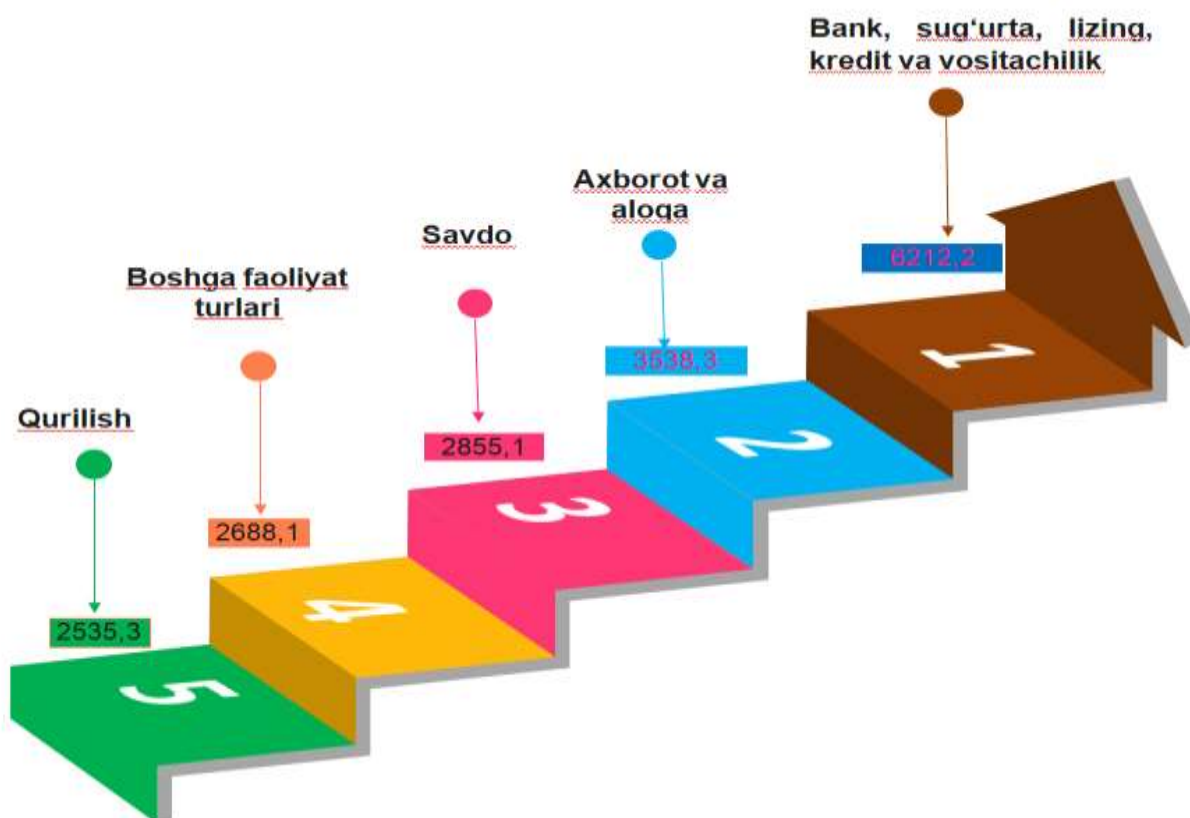 Bank, sug‘urta, lizing,
kredit va vositachilik
Axborot va
aloqa
Savdo
Boshga faoliyat
turlari
Qurilish
6212,2
3538,3
2855,1
2688,1
2535,3
1
2
3
4
5